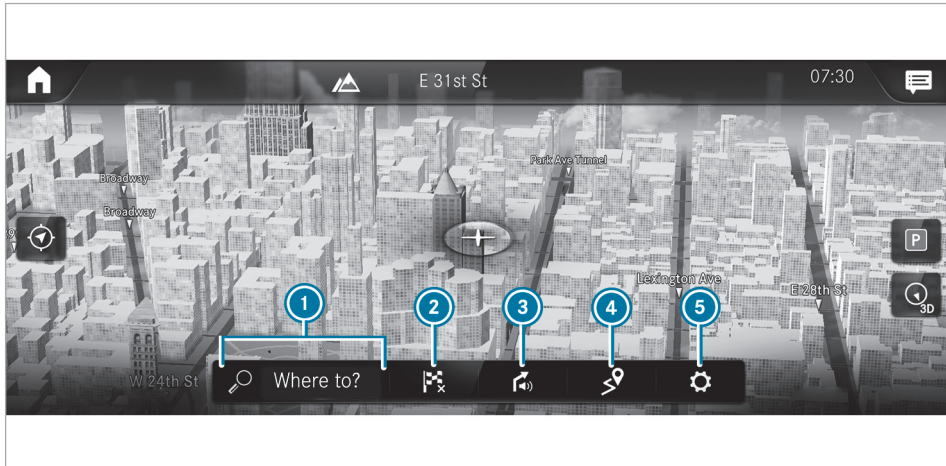 E 31st St
07:30
Park Ave Tunnel
Broadway
Broadway
P
Lexington Ave
E 28th St
3D
1
2
3
4
5
W 24th St
Where to?